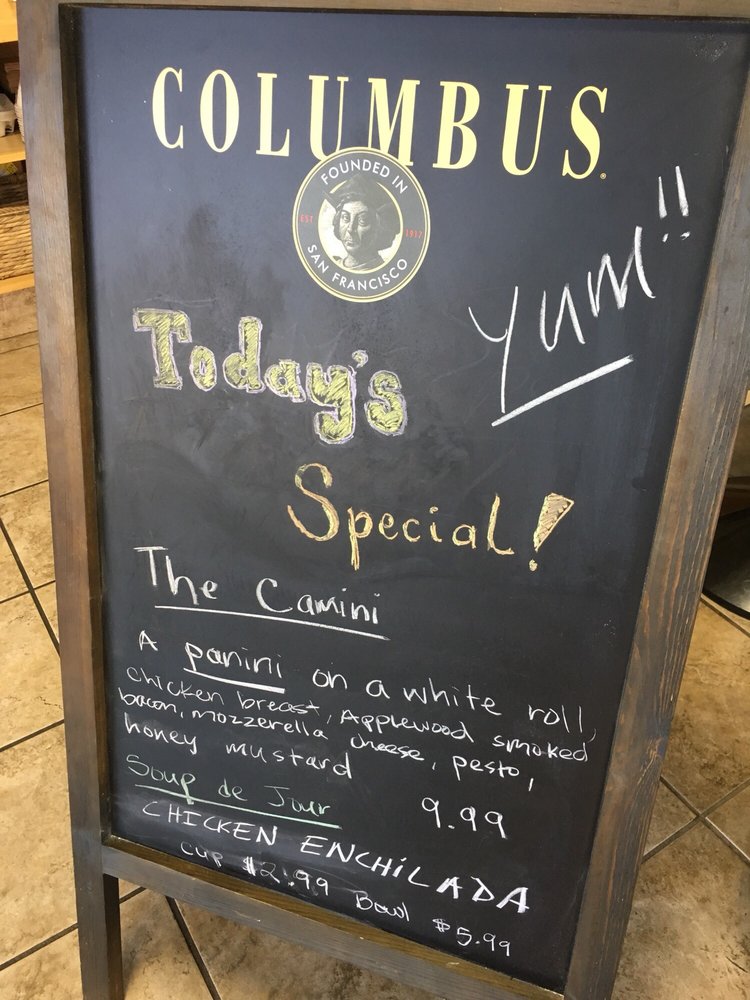 COLUMBUS
FOUNDED IN
EST 1917
SAN FRANCISCO
Yum!!
Today's
Special!
The Camini
A panini on a white roll,
chicken breast, Applewood smoked
bacon, mozzerella cheese, pesto,
honey mustard
9.99
Soup de Jour
CHICKEN ENCHiLADA
CUP $2.99 Bowl $5.99